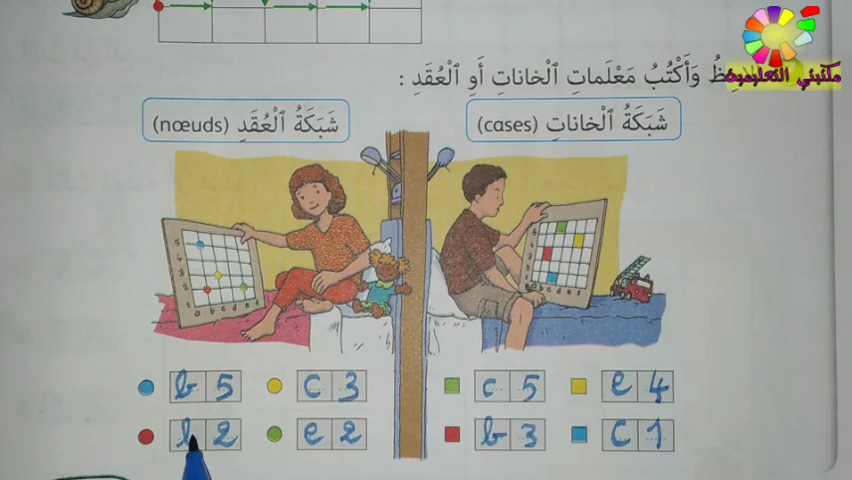 مكتبتي التعليمية
ظُ وَأَكْتُبُ مَعْلَماتِ ٱلْخاناتِ أَوِ ٱلْعُقَدِ :
شَبَكَةُ ٱلْخاناتِ (cases)
شَبَكَةُ ٱلْعُقَدِ (nœuds)
b 5 c 3 c 5 e 4
b 2 e 2 b 3 c 1